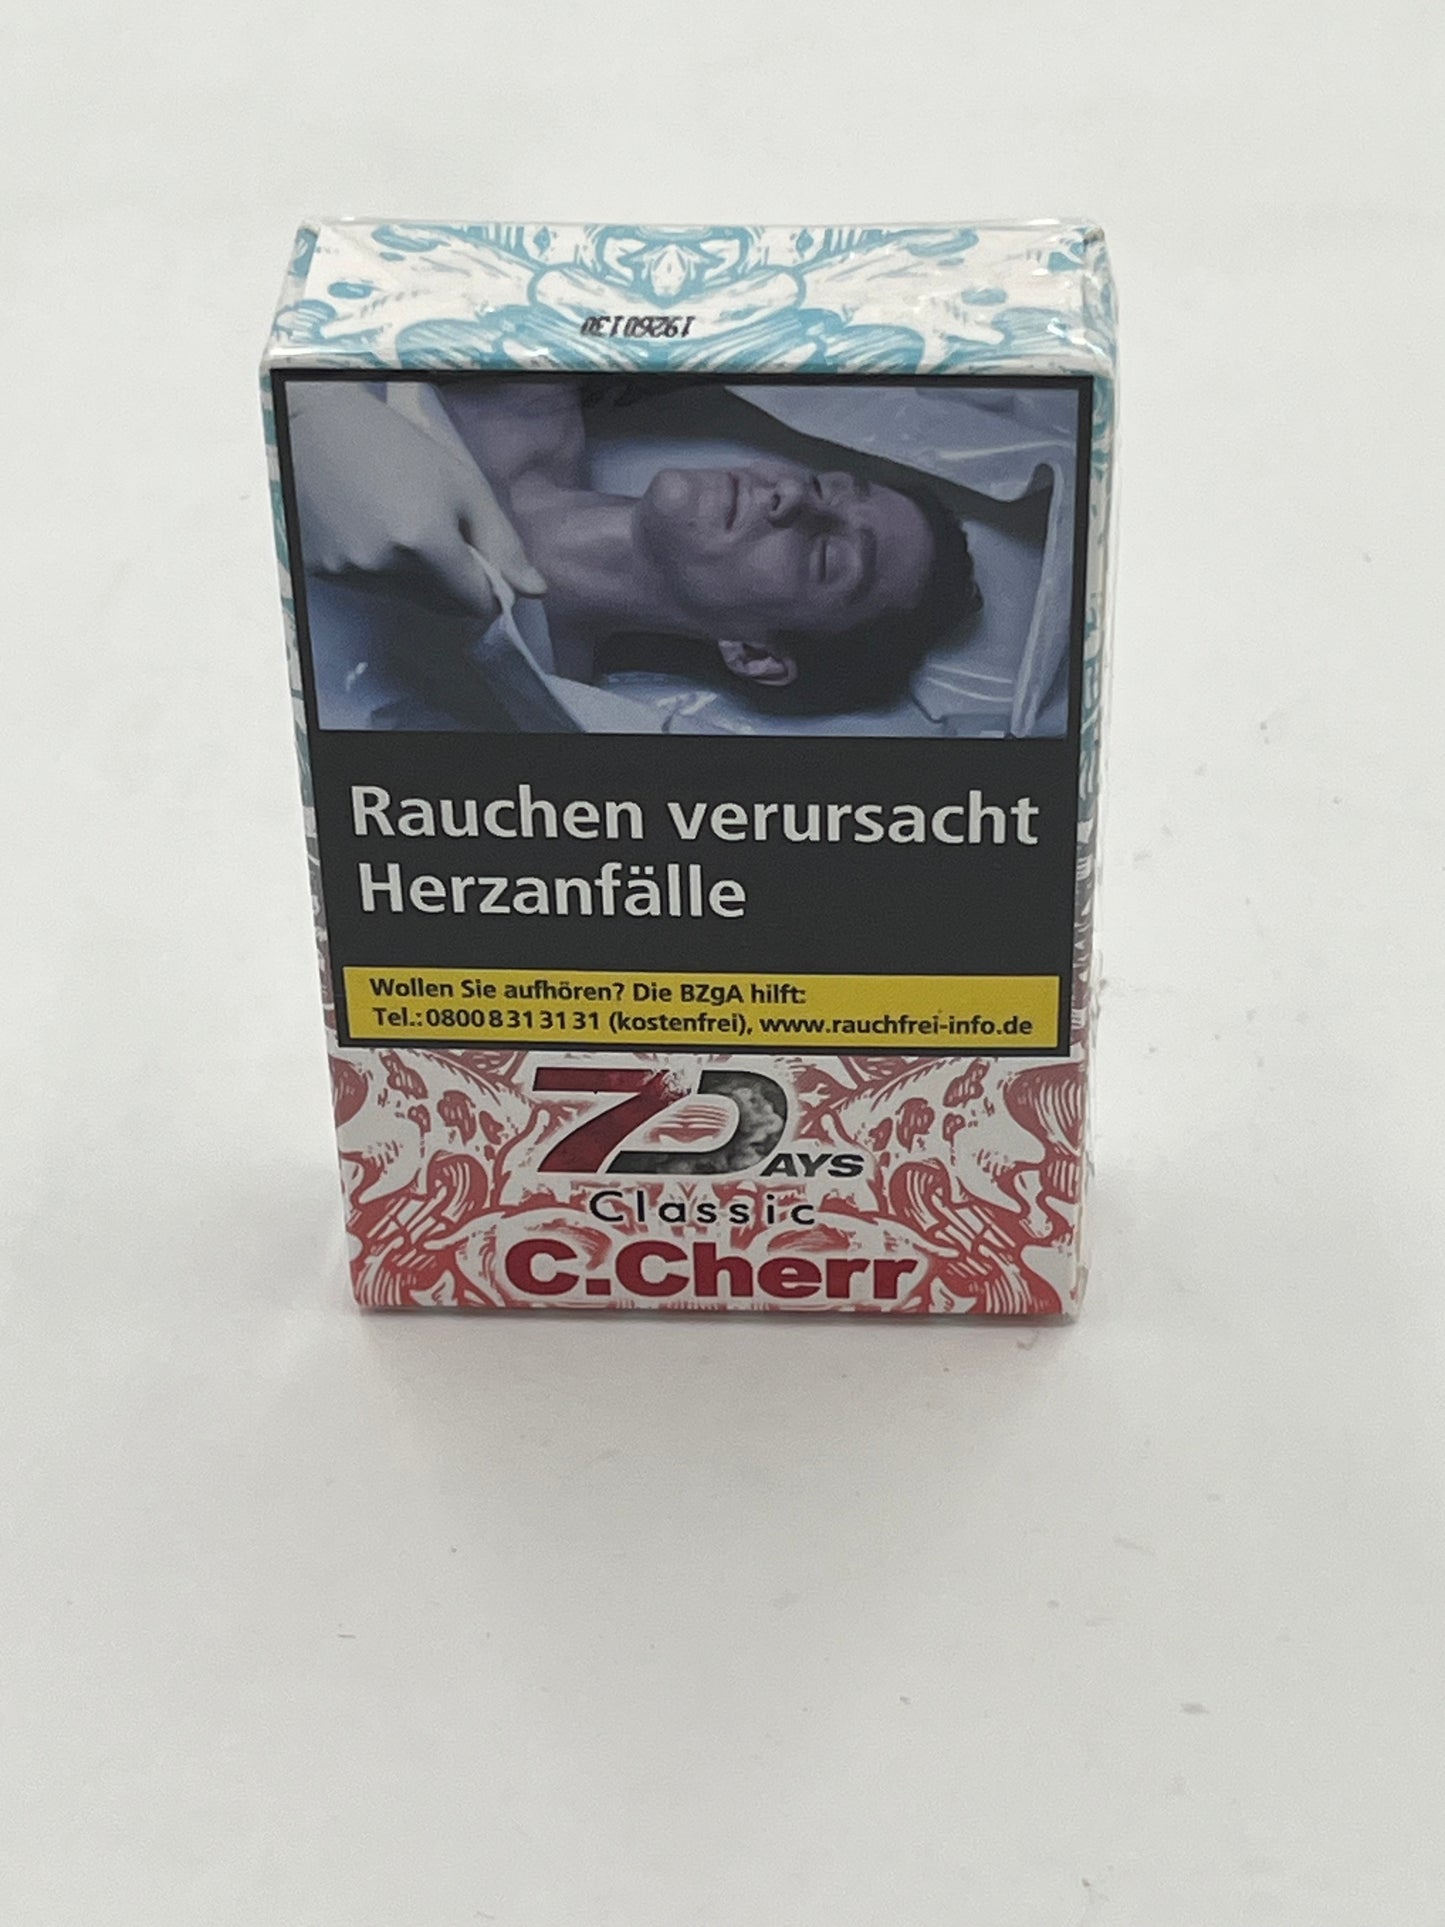 19260130
Rauchen verursacht
Herzanfälle
Wollen Sie aufhören? Die BZgA hilft:
Tel.: 0800 8 31 31 31 (kostenfrei), www.rauchfrei-info.de
7DAYS
Classic
C.Cherr